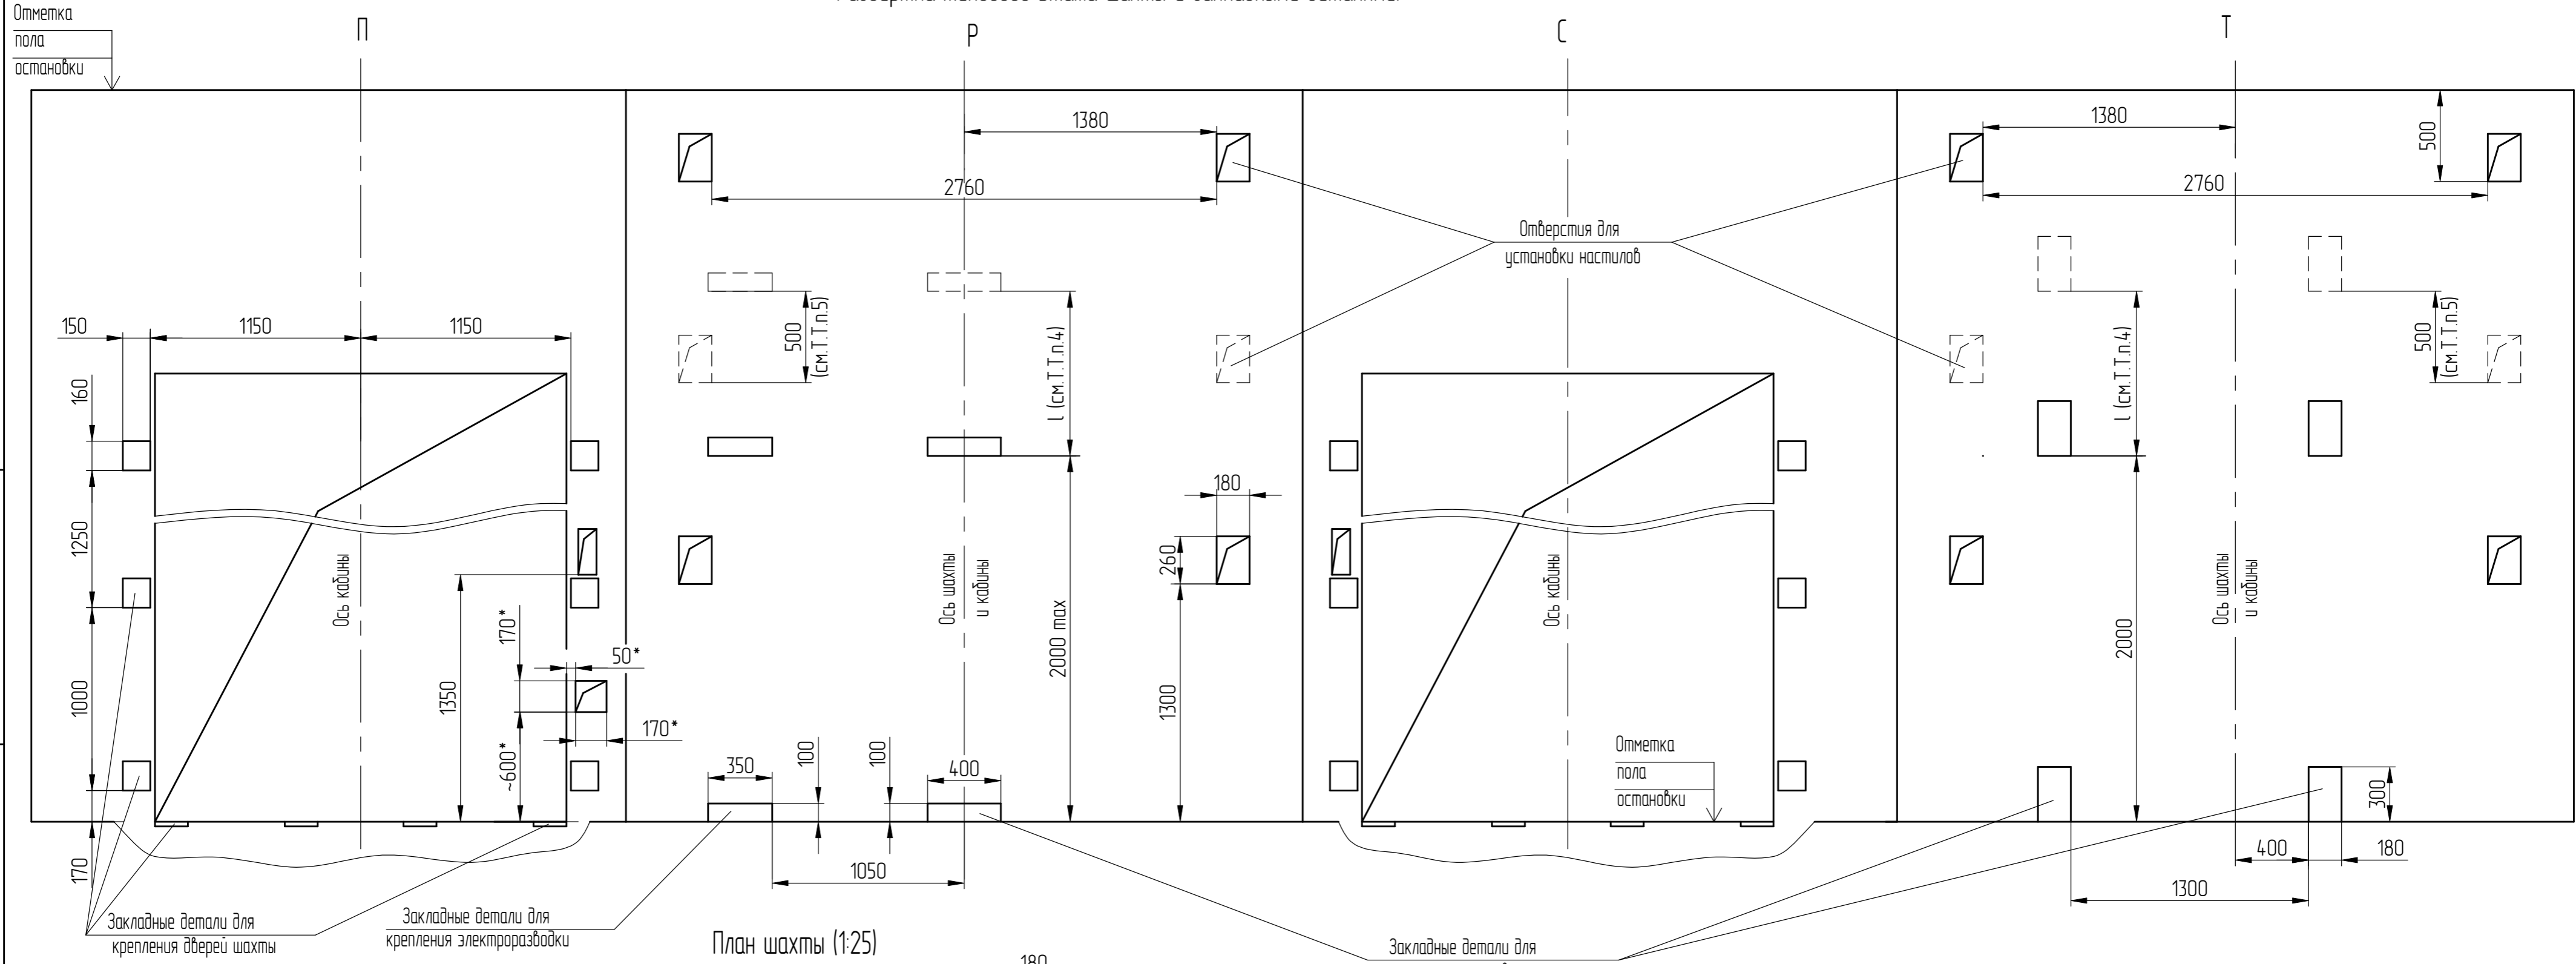 Отметка
пола
остановки
П
Р
С
Т
1380
2760
1380
500
2760
Отверстия для
установки настилов
150
1150
1150
160
1250
1000
170
Ось кабины
1350
170*
50*
170*
~600*
500
(см.Т.Т.п.5)
l (см.Т.Т.п.4)
180
260
1300
Ось шахты
и кабины
2000 max
350
100
100
400
1050
Ось кабины
Отметка
пола
остановки
l (см.Т.Т.п.4)
500
(см.Т.Т.п.5)
Ось шахты
и кабины
2000
300
400
180
1300
Закладные детали для
крепления дверей шахты
Закладные детали для
крепления электроразводки
План шахты (1:25)
180
Закладные детали для